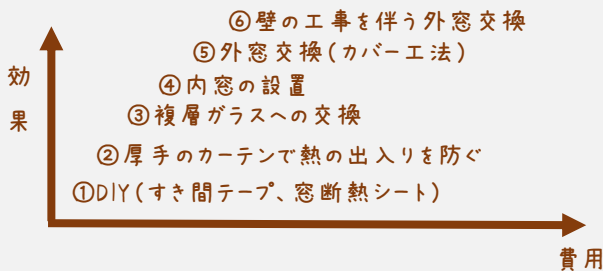 ⑥壁の工事を伴う外窓交換
⑤外窓交換(カバー工法)
④内窓の設置
③複層ガラスへの交換
②厚手のカーテンで熱の出入りを防ぐ
①DIY(すき間テープ、窓断熱シート)
効果
費用